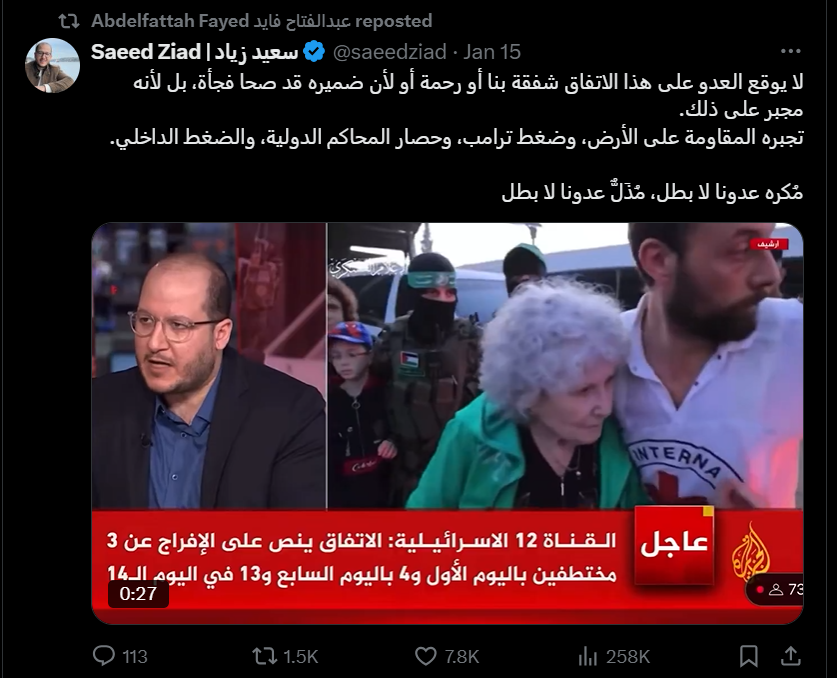 Abdelfattah Fayed عبدالفتاح فايد reposted
Saeed Ziad | سعيد زياد @saeedziad · Jan 15
لا يوقع العدو على هذا الاتفاق شفقة بنا أو رحمة أو لأن ضميره قد صحا فجأة، بل لأنه
مجبر على ذلك.
تجبره المقاومة على الأرض، وضغط ترامب، وحصار المحاكم الدولية، والضغط الداخلي.
مُكره عدونا لا بطل، مُذَلٌّ عدونا لا بطل
ارشيف
INTERNA
القناة 12 الاسرائيلية: الاتفاق ينص على الإفراج عن 3
مختطفين باليوم الأول و4 باليوم السابع و13 في اليوم الـ14
عاجل
الجزيرة
0:27
73
113 1.5K 7.8K 258K